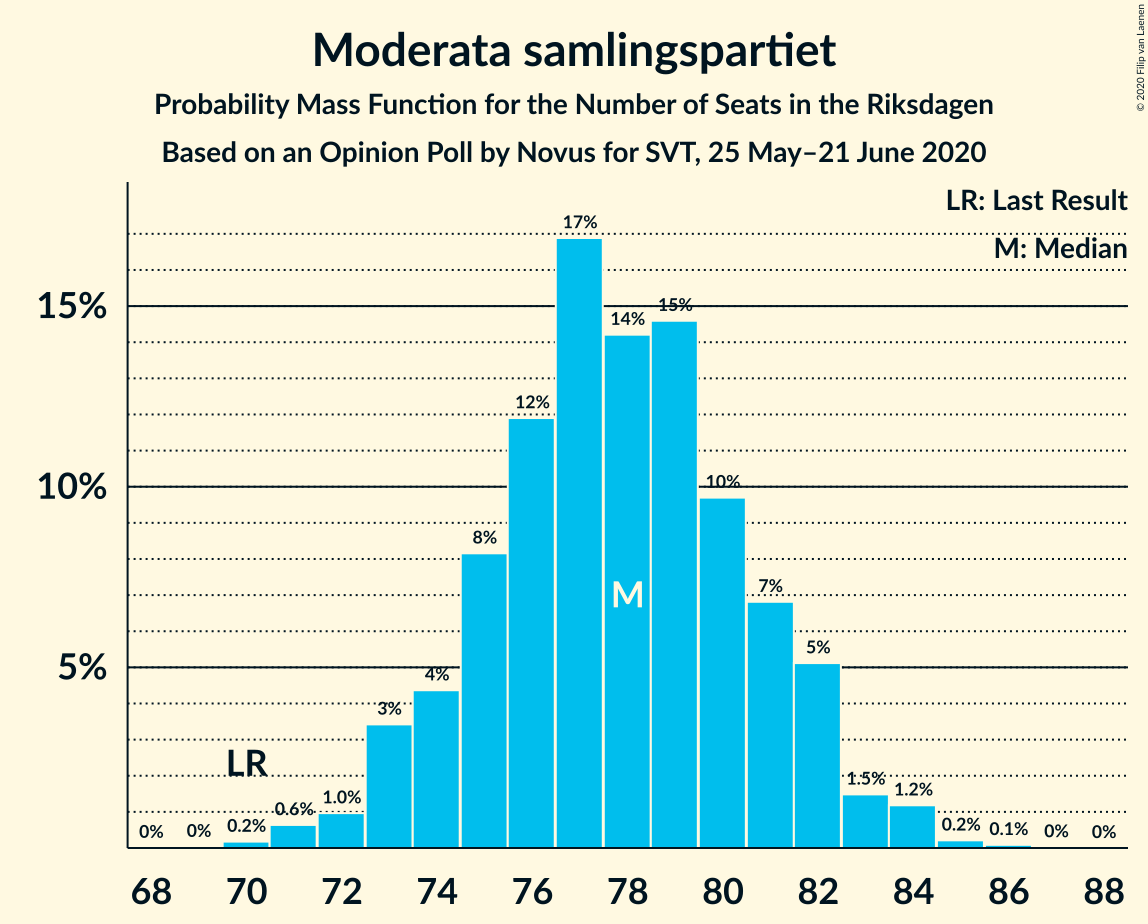 Moderata samlingspartiet
Probability Mass Function for the Number of Seats in the Riksdagen
Based on an Opinion Poll by Novus for SVT, 25 May–21 June 2020
© 2020 Filip van Laenen
LR: Last Result
M: Median
15%
10%
5%
0%
0%
0.2%
0.6%
1.0%
3%
4%
8%
12%
17%
14%
15%
10%
7%
5%
1.5%
1.2%
0.2%
0.1%
0%
0%
LR
M
68 70 72 74 76 78 80 82 84 86 88